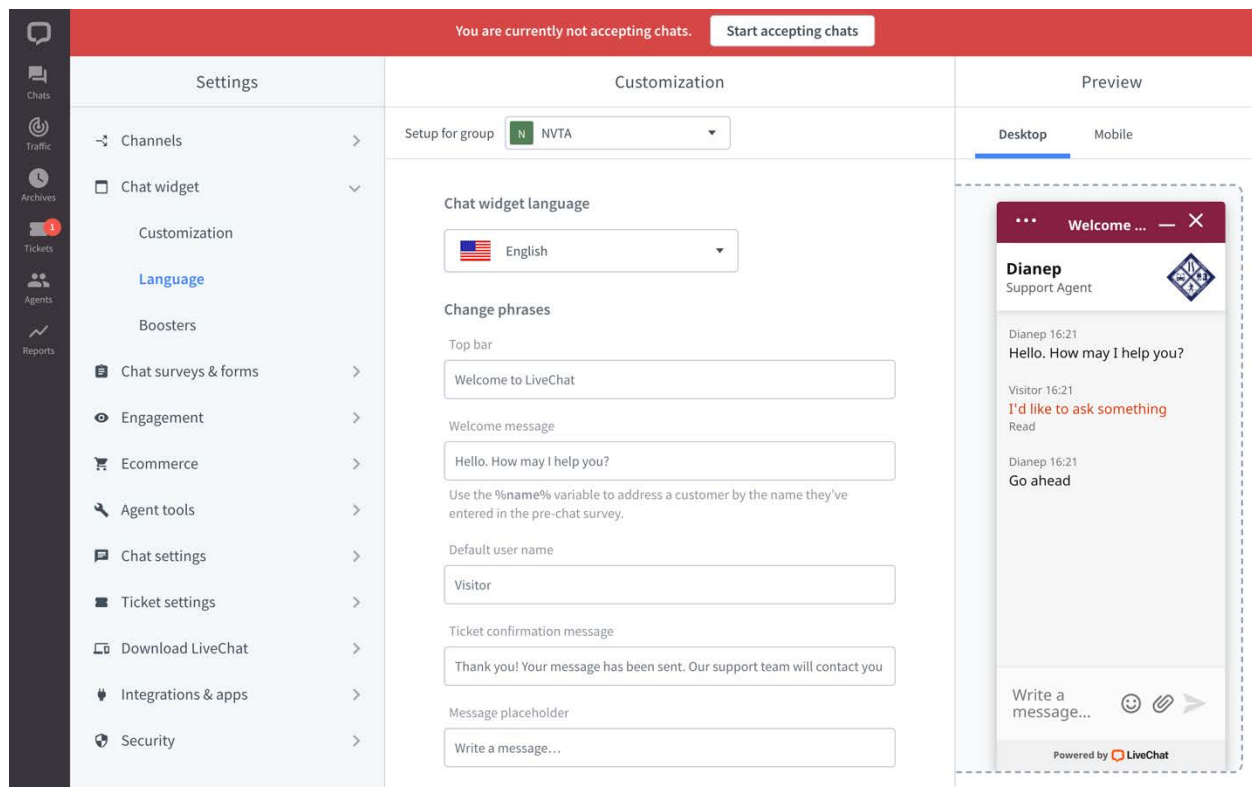 You are currently not accepting chats.
Start accepting chats
Chats
Traffic
Archives
1
Tickets
Agents
Reports
Settings
Channels
Chat widget
Customization
Language
Boosters
Chat surveys & forms
Engagement
Ecommerce
Agent tools
Chat settings
Ticket settings
Download LiveChat
Integrations & apps
Security
Customization
Setup for group
N NVTA
Chat widget language
English
Change phrases
Top bar
Welcome to LiveChat
Welcome message
Hello. How may I help you?
Use the %name% variable to address a customer by the name they've
entered in the pre-chat survey.
Default user name
Visitor
Ticket confirmation message
Thank you! Your message has been sent. Our support team will contact you
Message placeholder
Write a message...
Preview
Desktop
Mobile
Welcome ...
Dianep
Support Agent
Dianep 16:21
Hello. How may I help you?
Visitor 16:21
I'd like to ask something
Read
Dianep 16:21
Go ahead
Write a
message...
Powered by LiveChat